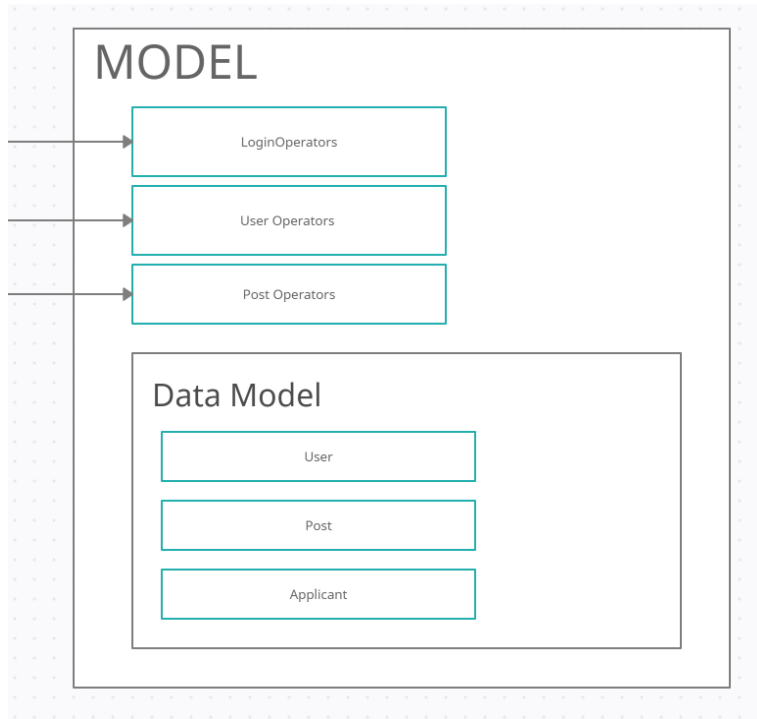 MODEL
LoginOperators
User Operators
Post Operators
Data Model
User
Post
Applicant